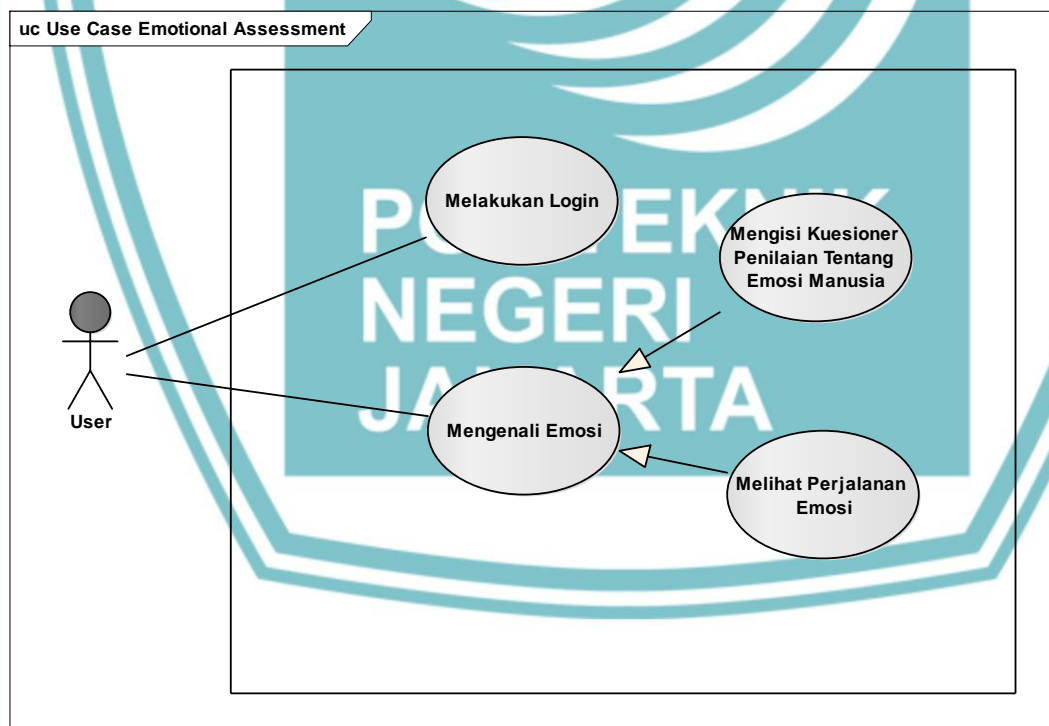 uc Use Case Emotional Assessment
Melakukan Login
Mengisi Kuesioner
Penilaian Tentang
Emosi Manusia
User
Mengenali Emosi
Melihat Perjalanan
Emosi
NEGERI